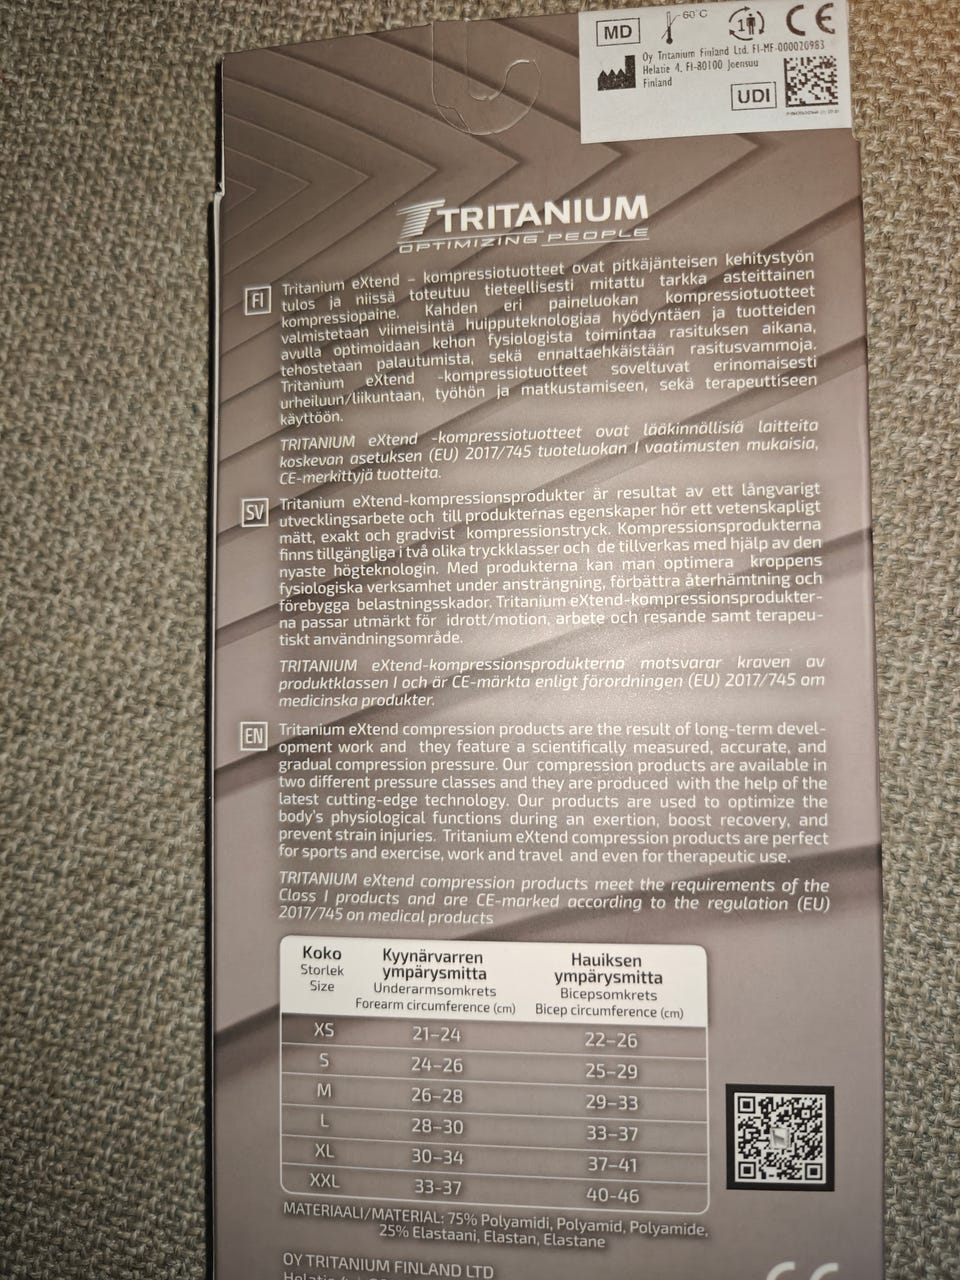 MD
60°C
1
CE
Oy Tritanium Finland Ltd. FI-MF-000020983
Helatie 4, FI-80100 Joensuu
Finland
UDI
TRITANIUM
OPTIMIZING PEOPLE
FI
Tritanium eXtend – kompressiotuotteet ovat pitkäjänteisen kehitystyön
tulos ja niissä toteutuu tieteellisesti mitattu tarkka asteittainen
kompressiopaine. Kahden eri paineluokan kompressiotuotteet
valmistetaan viimeisintä huipputeknologiaa hyödyntäen ja tuotteiden
avulla optimoidaan kehon fysiologista toimintaa rasituksen aikana,
tehostetaan palautumista, sekä ennaltaehkäistään rasitusvammoja.
Tritanium eXtend -kompressiotuotteet soveltuvat erinomaisesti
urheiluun/liikuntaan, työhön ja matkustamiseen, sekä terapeuttiseen
käyttöön.
TRITANIUM eXtend -kompressiotuotteet ovat lääkinnällisiä laitteita
koskevan asetuksen (EU) 2017/745 tuoteluokan I vaatimusten mukaisia,
CE-merkittyjä tuotteita.
SV
Tritanium eXtend-kompressionsprodukter är resultat av ett långvarigt
utvecklingsarbete och till produkternas egenskaper hör ett vetenskapligt
mätt, exakt och gradvist kompressionstryck. Kompressionsprodukterna
finns tillgängliga i två olika tryckklasser och de tillverkas med hjälp av den
nyaste högteknologin. Med produkterna kan man optimera kroppens
fysiologiska verksamhet under ansträngning, förbättra återhämtning och
förebygga belastningsskador. Tritanium eXtend-kompressionsprodukter-
na passar utmärkt för idrott/motion, arbete och resande samt terapeu-
tiskt användningsområde.
TRITANIUM eXtend-kompressionsprodukterna motsvarar kraven av
produktklassen I och är CE-märkta enligt förordningen (EU) 2017/745 om
medicinska produkter.
EN
Tritanium eXtend compression products are the result of long-term devel-
opment work and they feature a scientifically measured, accurate, and
gradual compression pressure. Our compression products are available in
two different pressure classes and they are produced with the help of the
latest cutting-edge technology. Our products are used to optimize the
body's physiological functions during an exertion, boost recovery, and
prevent strain injuries. Tritanium eXtend compression products are perfect
for sports and exercise, work and travel and even for therapeutic use.
TRITANIUM eXtend compression products meet the requirements of the
Class I products and are CE-marked according to the regulation (EU)
2017/745 on medical products
Koko
Storlek
Size
Kyynärvarren
ympärysmitta
Underarmsomkrets
Forearm circumference (cm)
Hauiksen
ympärysmitta
Bicepsomkrets
Bicep circumference (cm)
XS 21–24 22–26
S 24–26 25–29
M 26–28 29–33
L 28–30 33–37
XL 30–34 37–41
XXL 33-37 40-46
MATERIAALI/MATERIAL: 75% Polyamidi, Polyamid, Polyamide,
25% Elastaani, Elastan, Elastane
OY TRITANIUM FINLAND LTD